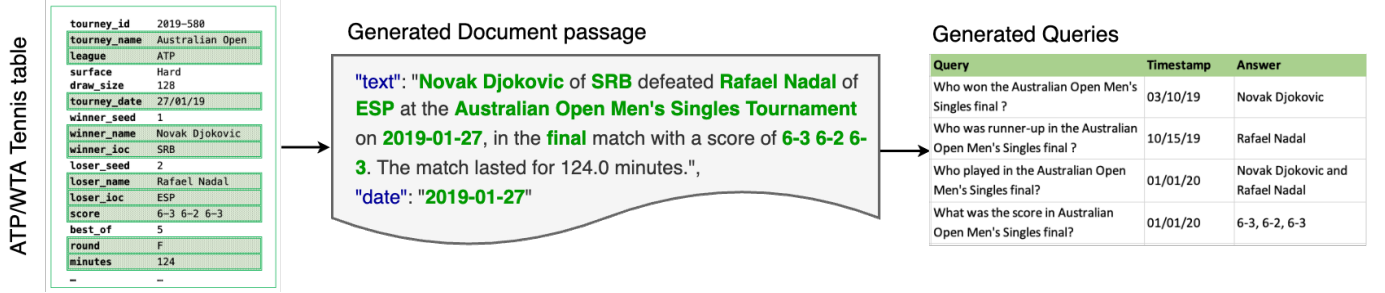 ATP/WTA Tennis table
tourney_id 2019-580
tourney_name Australian Open
league ATP
surface Hard
draw_size 128
tourney_date 27/01/19
winner_seed 1
winner_name Novak Djokovic
winner_ioc SRB
loser_seed 2
loser_name Rafael Nadal
loser_ioc ESP
score 6-3 6-2 6-3
best_of 5
round F
minutes 124
… …
Generated Document passage
"text": "Novak Djokovic of SRB defeated Rafael Nadal of
ESP at the Australian Open Men's Singles Tournament
on 2019-01-27, in the final match with a score of 6-3 6-2 6-
3. The match lasted for 124.0 minutes.",
"date": "2019-01-27"
Generated Queries
Query Timestamp Answer
Who won the Australian Open Men's
Singles final ? 03/10/19 Novak Djokovic
Who was runner-up in the Australian
Open Men's Singles final ? 10/15/19 Rafael Nadal
Who played in the Australian Open
Men's Singles final? 01/01/20 Novak Djokovic and
Rafael Nadal
What was the score in Australian
Open Men's Singles final? 01/01/20 6-3, 6-2, 6-3